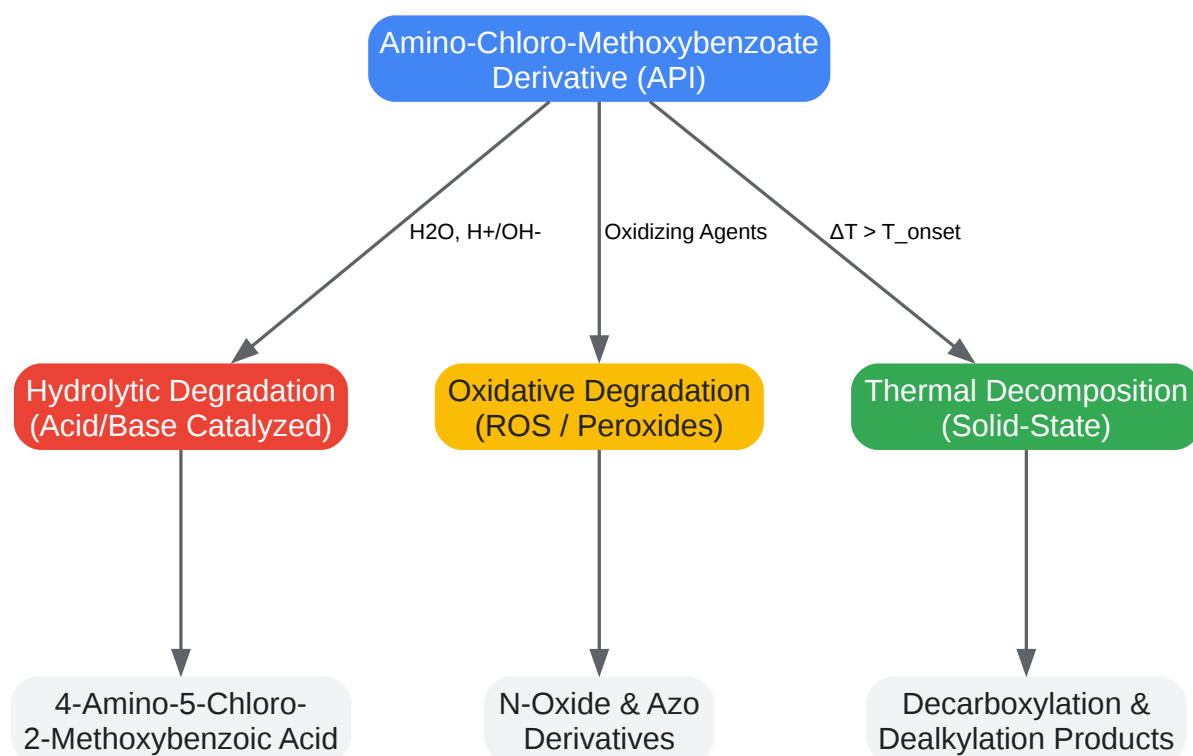 Amino-Chloro-Methoxybenzoate
Derivative (API)
H2O, H+/OH-
Oxidizing Agents
ΔT > T_onset
Hydrolytic Degradation
(Acid/Base Catalyzed)
Oxidative Degradation
(ROS / Peroxides)
Thermal Decomposition
(Solid-State)
4-Amino-5-Chloro-
2-Methoxybenzoic Acid
N-Oxide & Azo
Derivatives
Decarboxylation &
Dealkylation Products